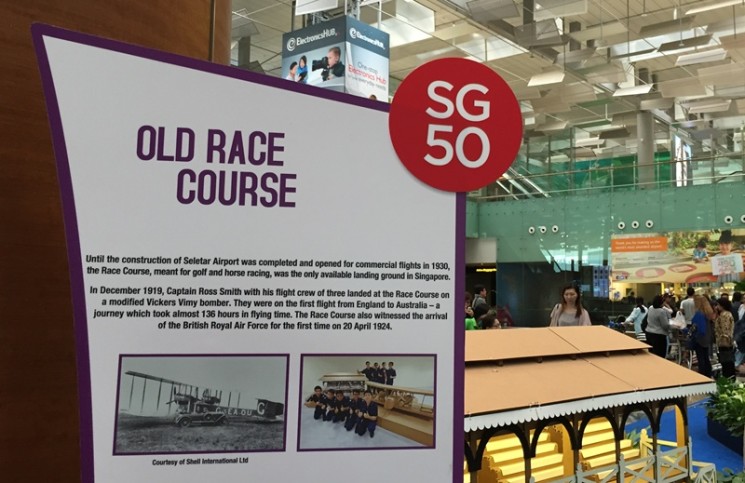 ElectronicsHub
ElectronicsHub
One-stop
Electronics Hub
SG
50
OLD RACE
COURSE
Until the construction of Seletar Airport was completed and opened for commercial flights in 1930,
the Race Course, meant for golf and horse racing, was the only available landing ground in Singapore.
In December 1919, Captain Ross Smith with his flight crew of three landed at the Race Course on
a modified Vickers Vimy bomber. They were on the first flight from England to Australia – a
journey which took almost 136 hours in flying time. The Race Course also witnessed the arrival
of the British Royal Air Force for the first time on 20 April 1924.
Courtesy of Shell International Ltd